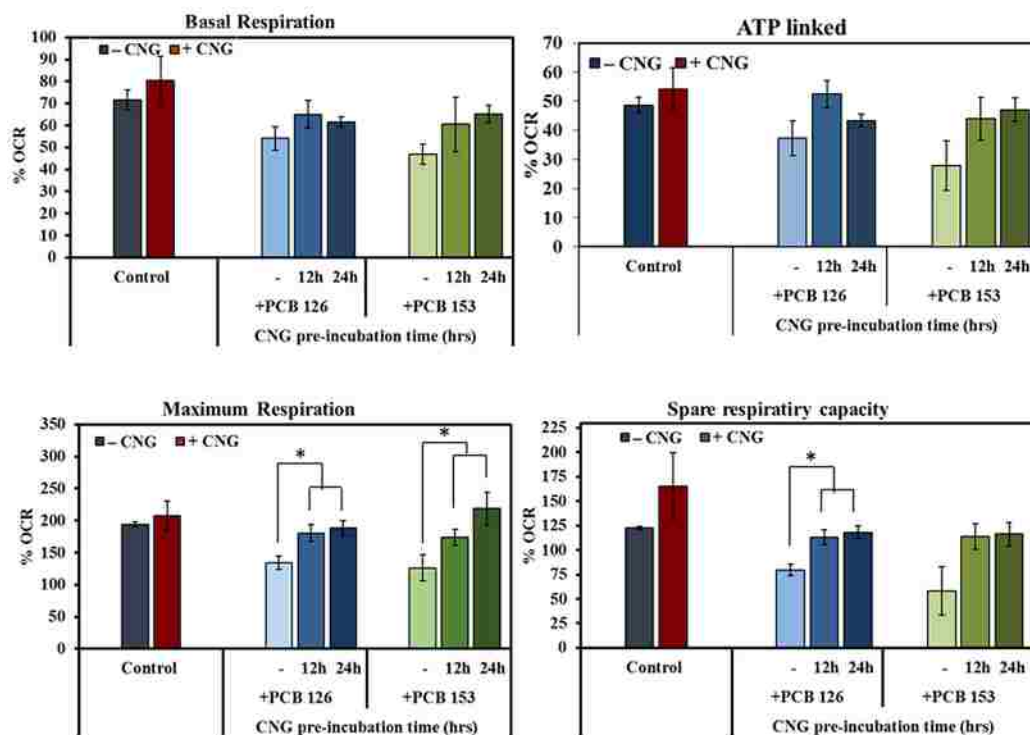 Basal Respiration
– CNG + CNG
% OCR
100
90
80
70
60
50
40
30
20
10
0
Control - 12h 24h - 12h 24h
+PCB 126 +PCB 153
CNG pre-incubation time (hrs)
ATP linked
– CNG + CNG
% OCR
70
60
50
40
30
20
10
0
Control - 12h 24h - 12h 24h
+PCB 126 +PCB 153
CNG pre-incubation time (hrs)
Maximum Respiration
– CNG + CNG
* *
% OCR
350
300
250
200
150
100
50
0
Control - 12h 24h - 12h 24h
+PCB 126 +PCB 153
CNG pre-incubation time (hrs)
Spare respiratiry capacity
– CNG + CNG
*
% OCR
225
200
175
150
125
100
75
50
25
0
Control - 12h 24h - 12h 24h
+PCB 126 +PCB 153
CNG pre-incubation time (hrs)